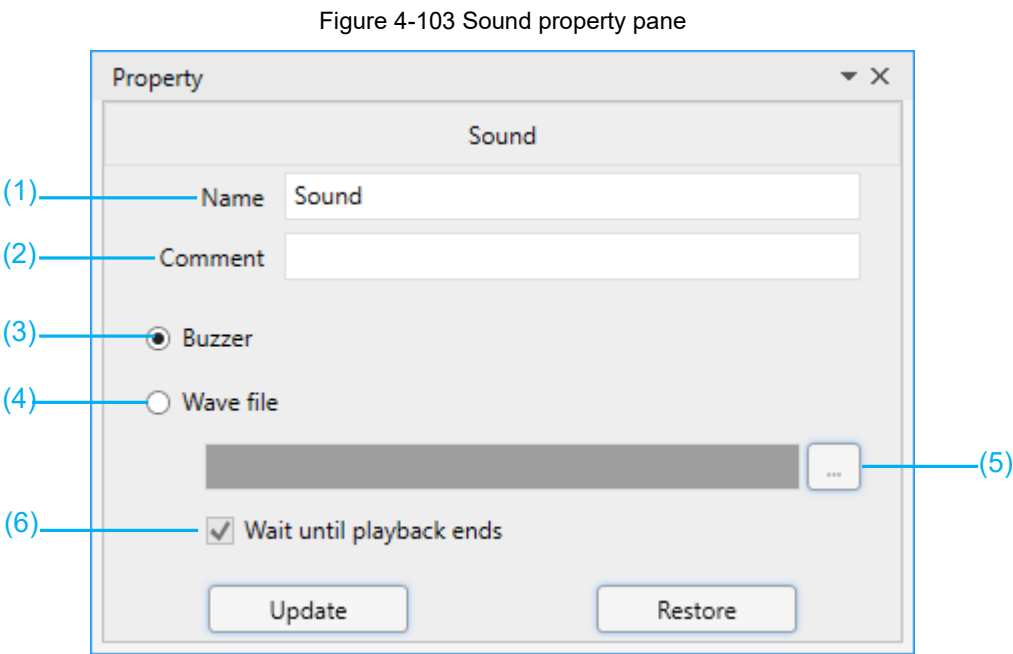 Figure 4-103 Sound property pane
Property
Sound
(1) Name Sound
(2) Comment
(3) Buzzer
(4) Wave file
... (5)
(6) Wait until playback ends
Update Restore